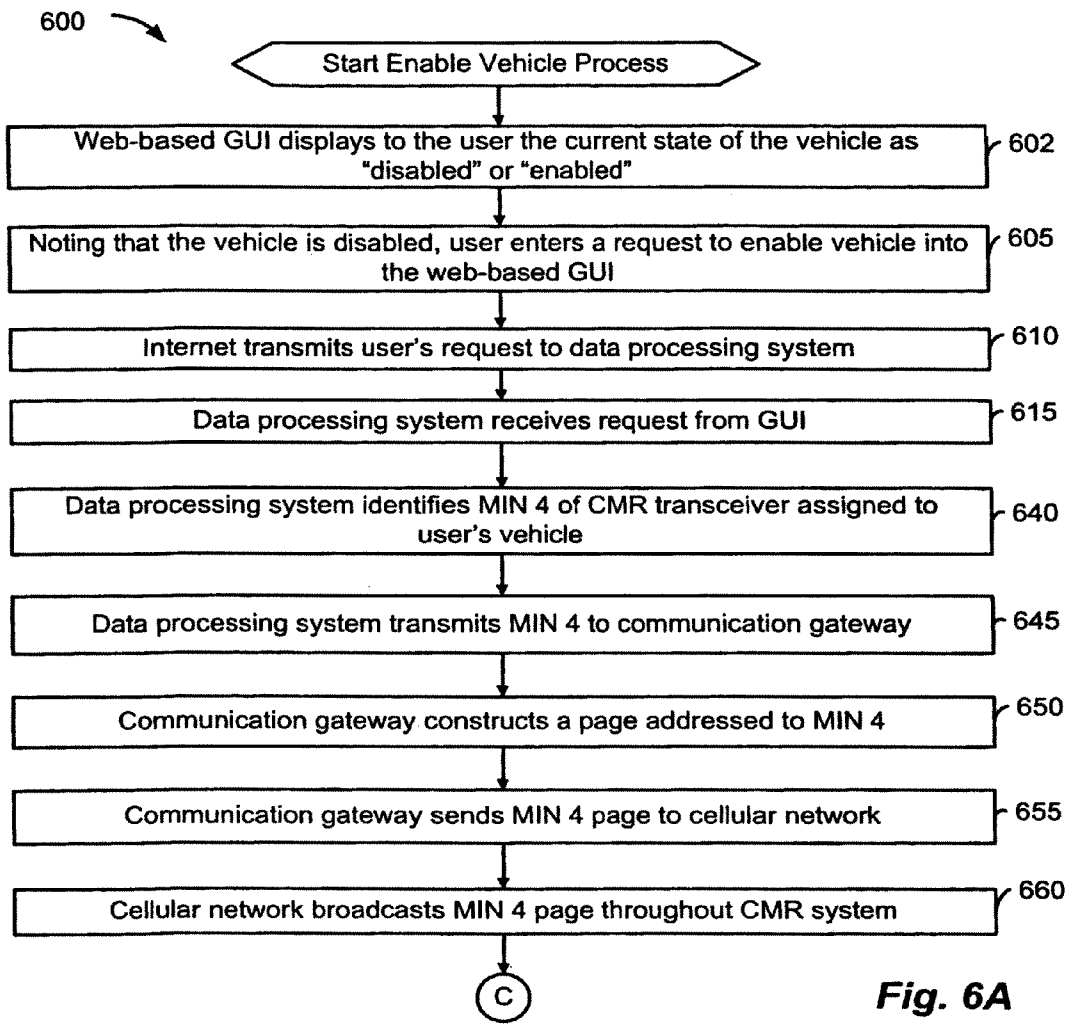 600
Start Enable Vehicle Process
Web-based GUI displays to the user the current state of the vehicle as
"disabled" or "enabled"
602
Noting that the vehicle is disabled, user enters a request to enable vehicle into
the web-based GUI
605
Internet transmits user's request to data processing system
610
Data processing system receives request from GUI
615
Data processing system identifies MIN 4 of CMR transceiver assigned to
user's vehicle
640
Data processing system transmits MIN 4 to communication gateway
645
Communication gateway constructs a page addressed to MIN 4
650
Communication gateway sends MIN 4 page to cellular network
655
Cellular network broadcasts MIN 4 page throughout CMR system
660
C
Fig. 6A